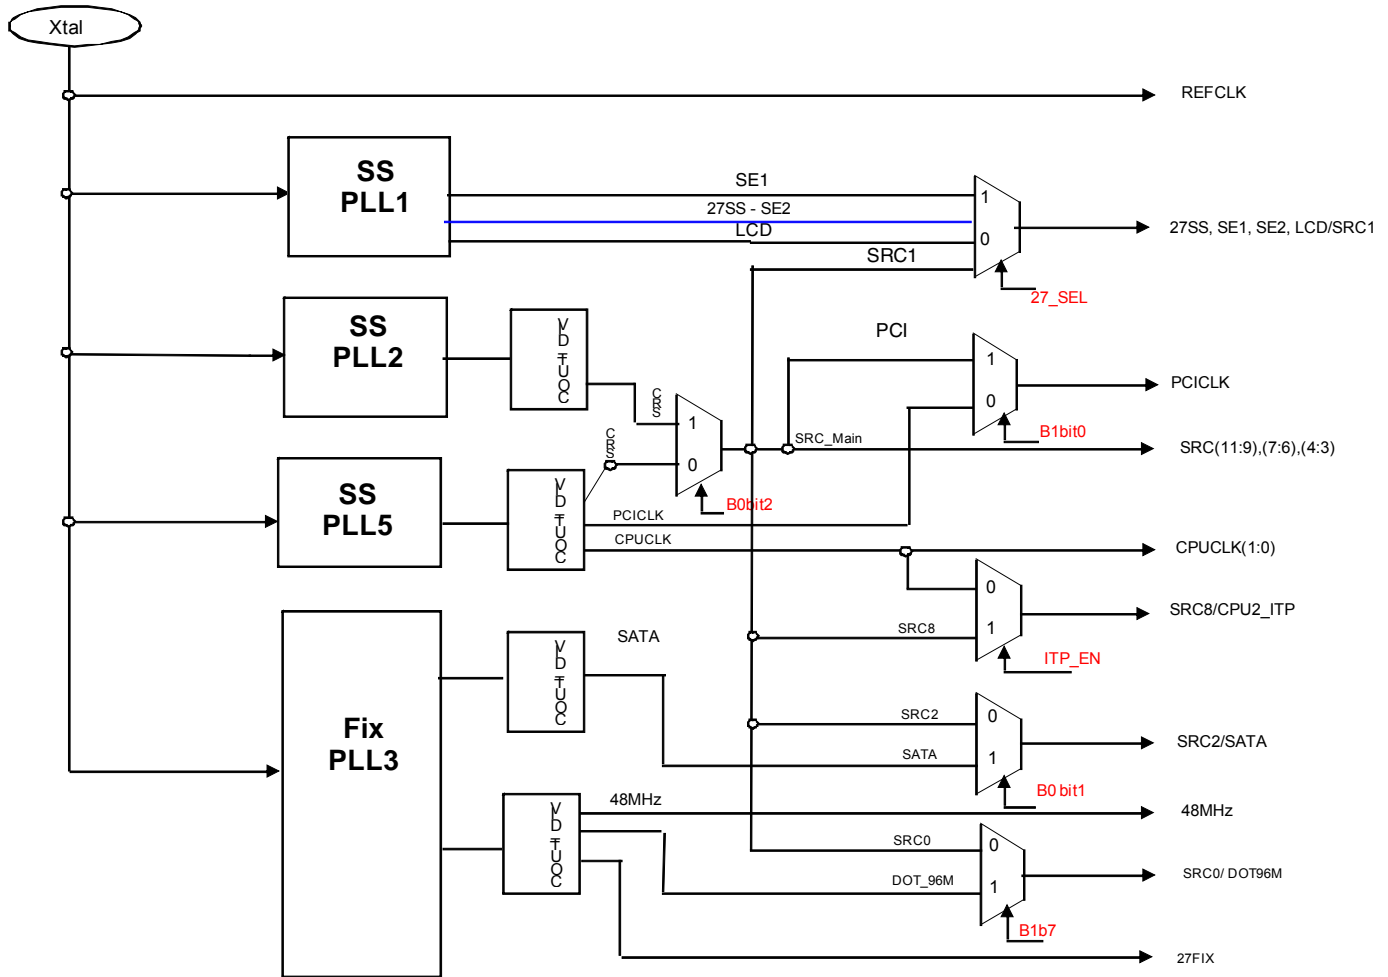 Xtal
REFCLK
SS
PLL1
SE1
27SS - SE2
LCD
SRC1
1
0
27SS, SE1, SE2, LCD/SRC1
27_SEL
SS
PLL2
PCI
1
0
PCICLK
B1bit0
1
0
SRC_Main
SRC(11:9),(7:6),(4:3)
B0bit2
SS
PLL5
PCICLK
CPUCLK
CPUCLK(1:0)
0
1
SRC8
SRC8/CPU2_ITP
ITP_EN
Fix
PLL3
SATA
SRC2
SATA
0
1
SRC2/SATA
B0bit1
48MHz
48MHz
SRC0
DOT_96M
0
1
SRC0/ DOT96M
B1b7
27FIX